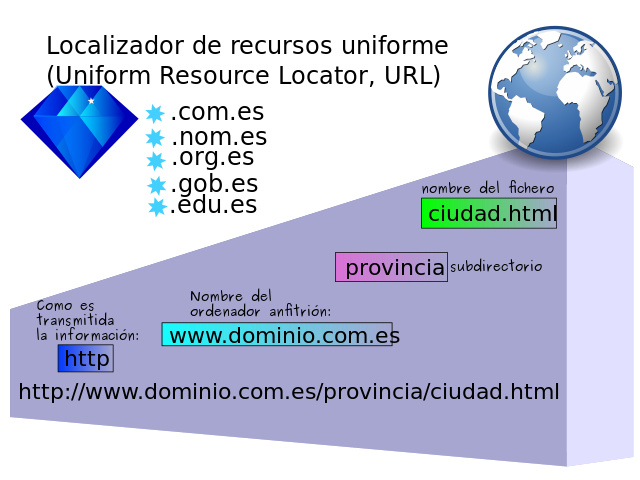 Localizador de recursos uniforme
(Uniform Resource Locator, URL)
.com.es
.nom.es
.org.es
.gob.es
.edu.es
nombre del fichero
ciudad.html
provincia
subdirectorio
Nombre del
ordenador anfitrión:
www.dominio.com.es
Como es
transmitida
la información:
http
http://www.dominio.com.es/provincia/ciudad.html